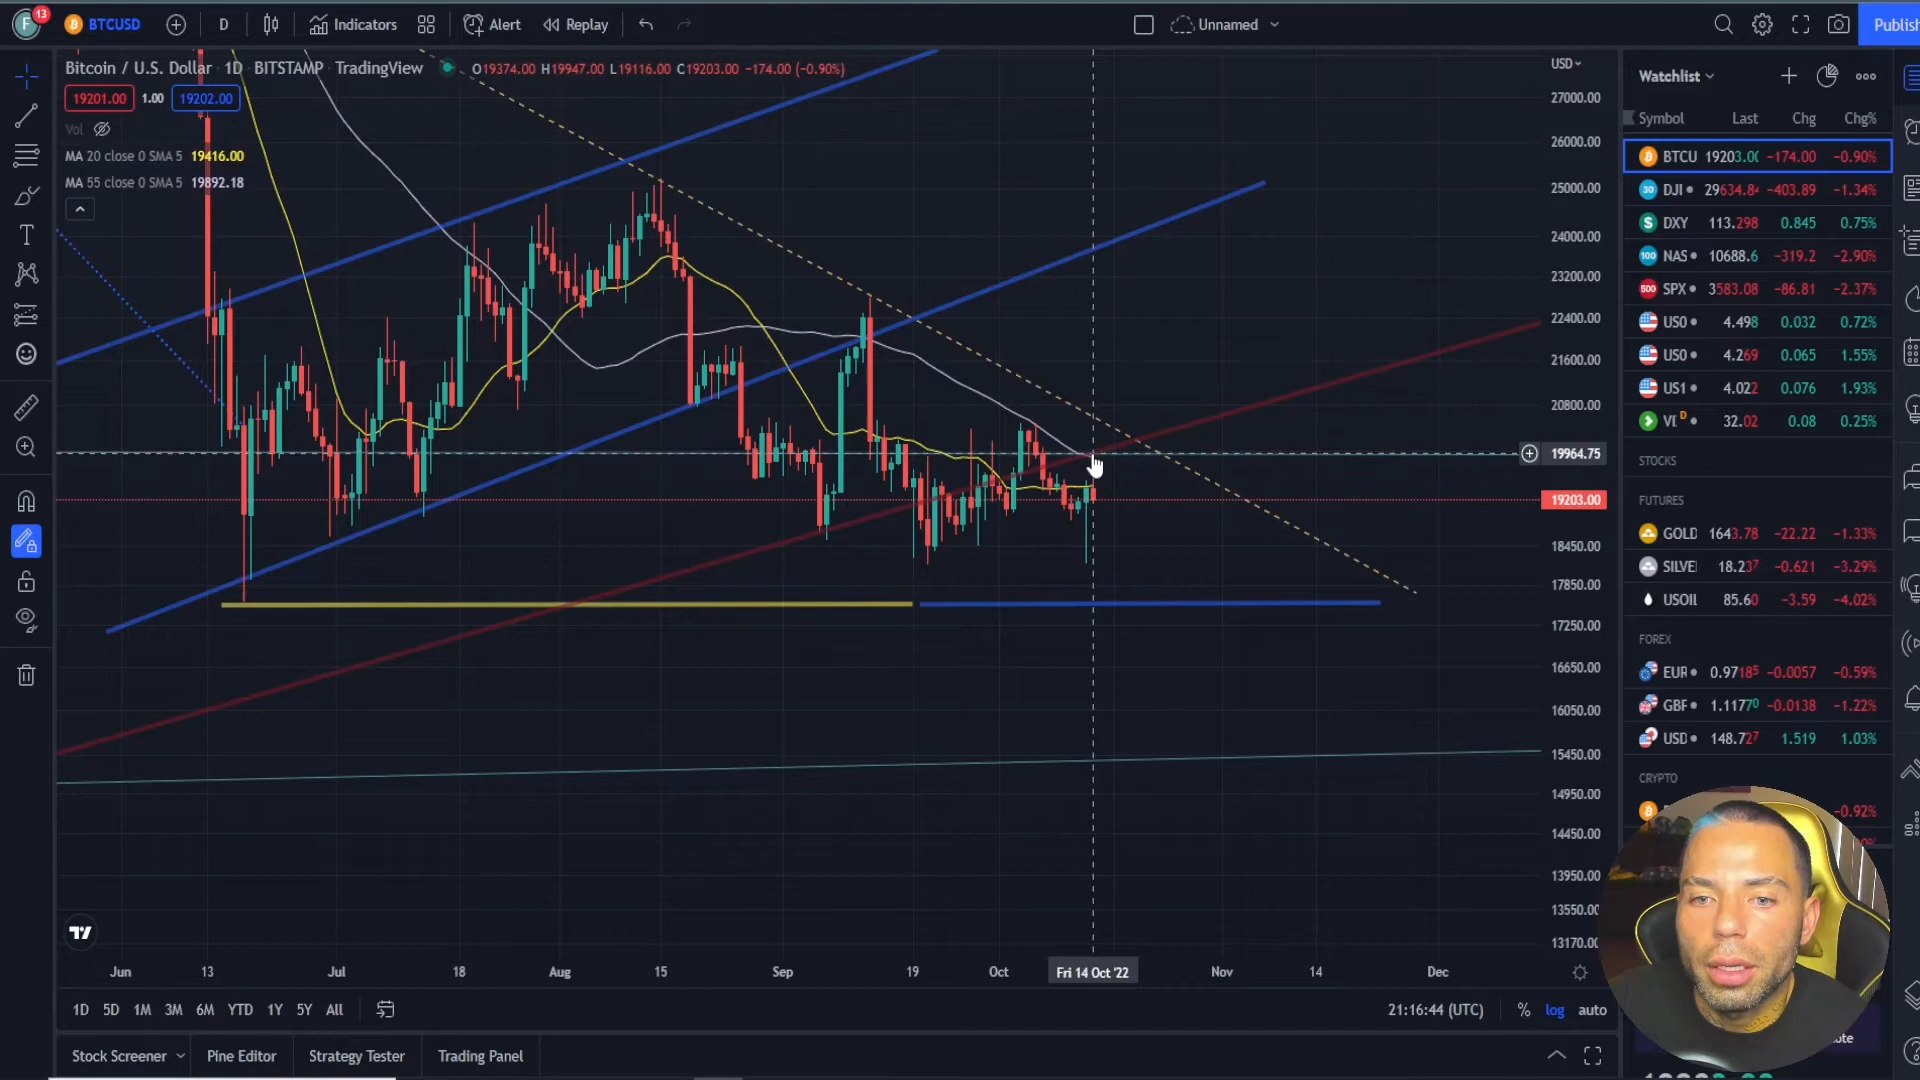 F 13 BTCUSD D Indicators Alert Replay Unnamed Publish
Bitcoin / U.S. Dollar · 1D · BITSTAMP · TradingView O19374.00 H19947.00 L19116.00 C19203.00 −174.00 (−0.90%)
19201.00 1.00 19202.00
Vol
MA 20 close 0 SMA 5 19416.00
MA 55 close 0 SMA 5 19892.18
USD
27000.00
26000.00
25000.00
24000.00
23200.00
22400.00
21600.00
20800.00
19964.75
19203.00
18450.00
17850.00
17250.00
16650.00
16050.00
15450.00
14950.00
14450.00
13950.00
13550.00
13170.00
Jun 13 Jul 18 Aug 15 Sep 19 Oct Fri 14 Oct '22 Nov 14 Dec
1D 5D 1M 3M 6M YTD 1Y 5Y All 21:16:44 (UTC) % log auto
Stock Screener Pine Editor Strategy Tester Trading Panel
Watchlist
Symbol Last Chg Chg%
BTCU 19203.00 −174.00 −0.90%
30 DJI 29634.84 −403.89 −1.34%
$ DXY 113.298 0.845 0.75%
100 NAS 10688.6 −319.2 −2.90%
500 SPX 3583.08 −86.81 −2.37%
US0 4.498 0.032 0.72%
US0 4.269 0.065 1.55%
US1 4.022 0.076 1.93%
VI D 32.02 0.08 0.25%
STOCKS
FUTURES
GOLD 1643.78 −22.22 −1.33%
SILVE 18.237 −0.621 −3.29%
USOIL 85.60 −3.59 −4.02%
FOREX
EUR 0.97185 −0.0057 −0.59%
GBP 1.11770 −0.0138 −1.22%
USD 148.727 1.519 1.03%
CRYPTO
−0.92%